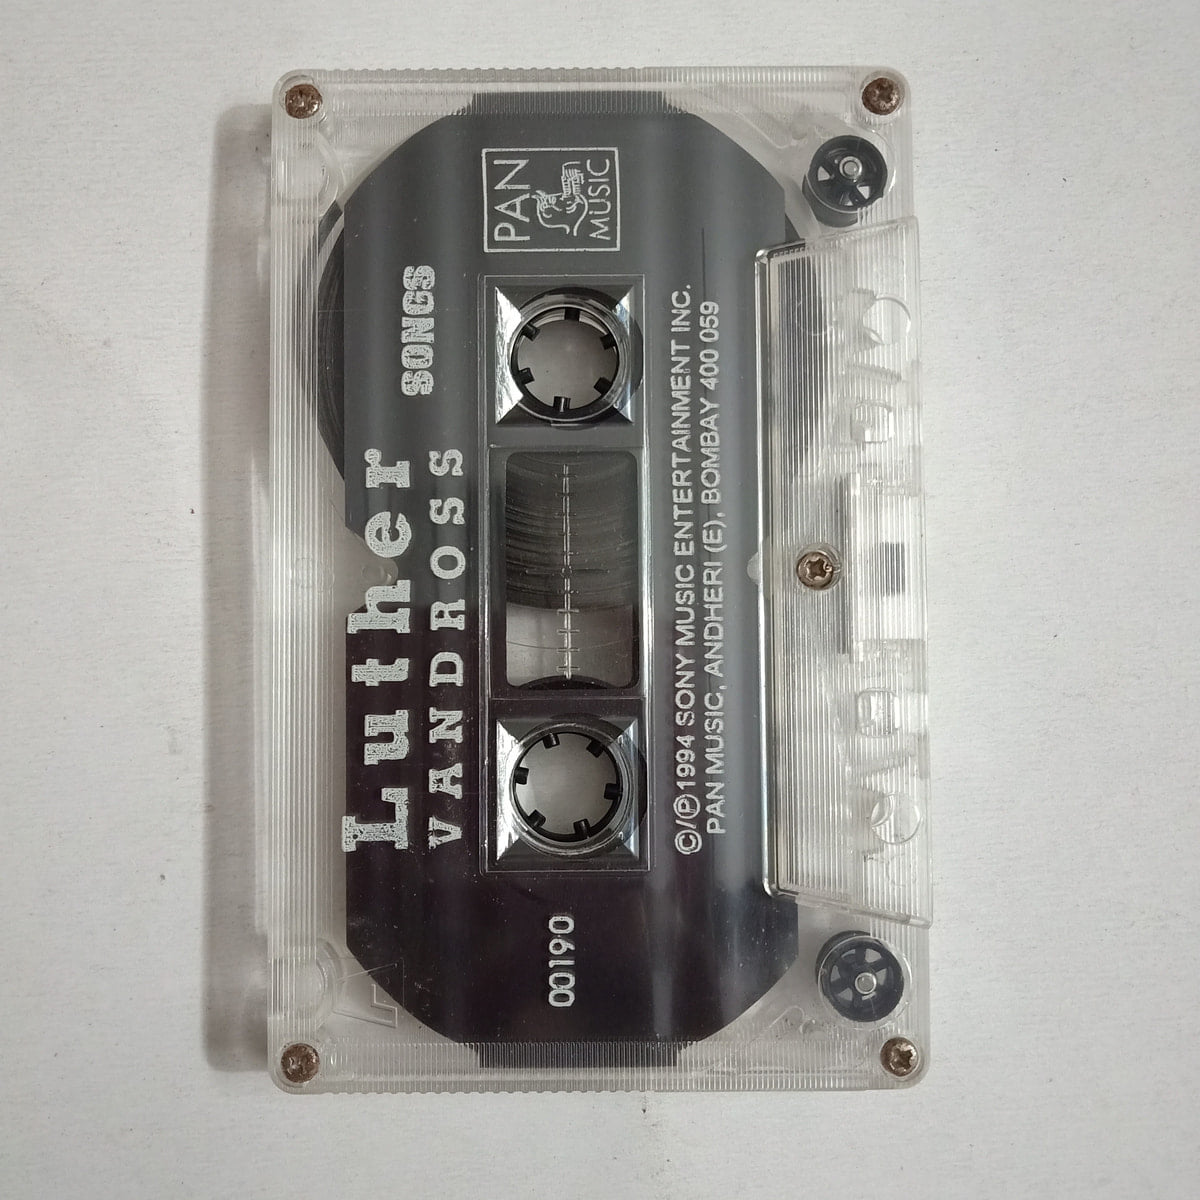 Luther
VANDROSS
SONGS
PAN
MUSIC
00190
©/℗ 1994 SONY MUSIC ENTERTAINMENT INC.
PAN MUSIC, ANDHERI (E), BOMBAY 400 059